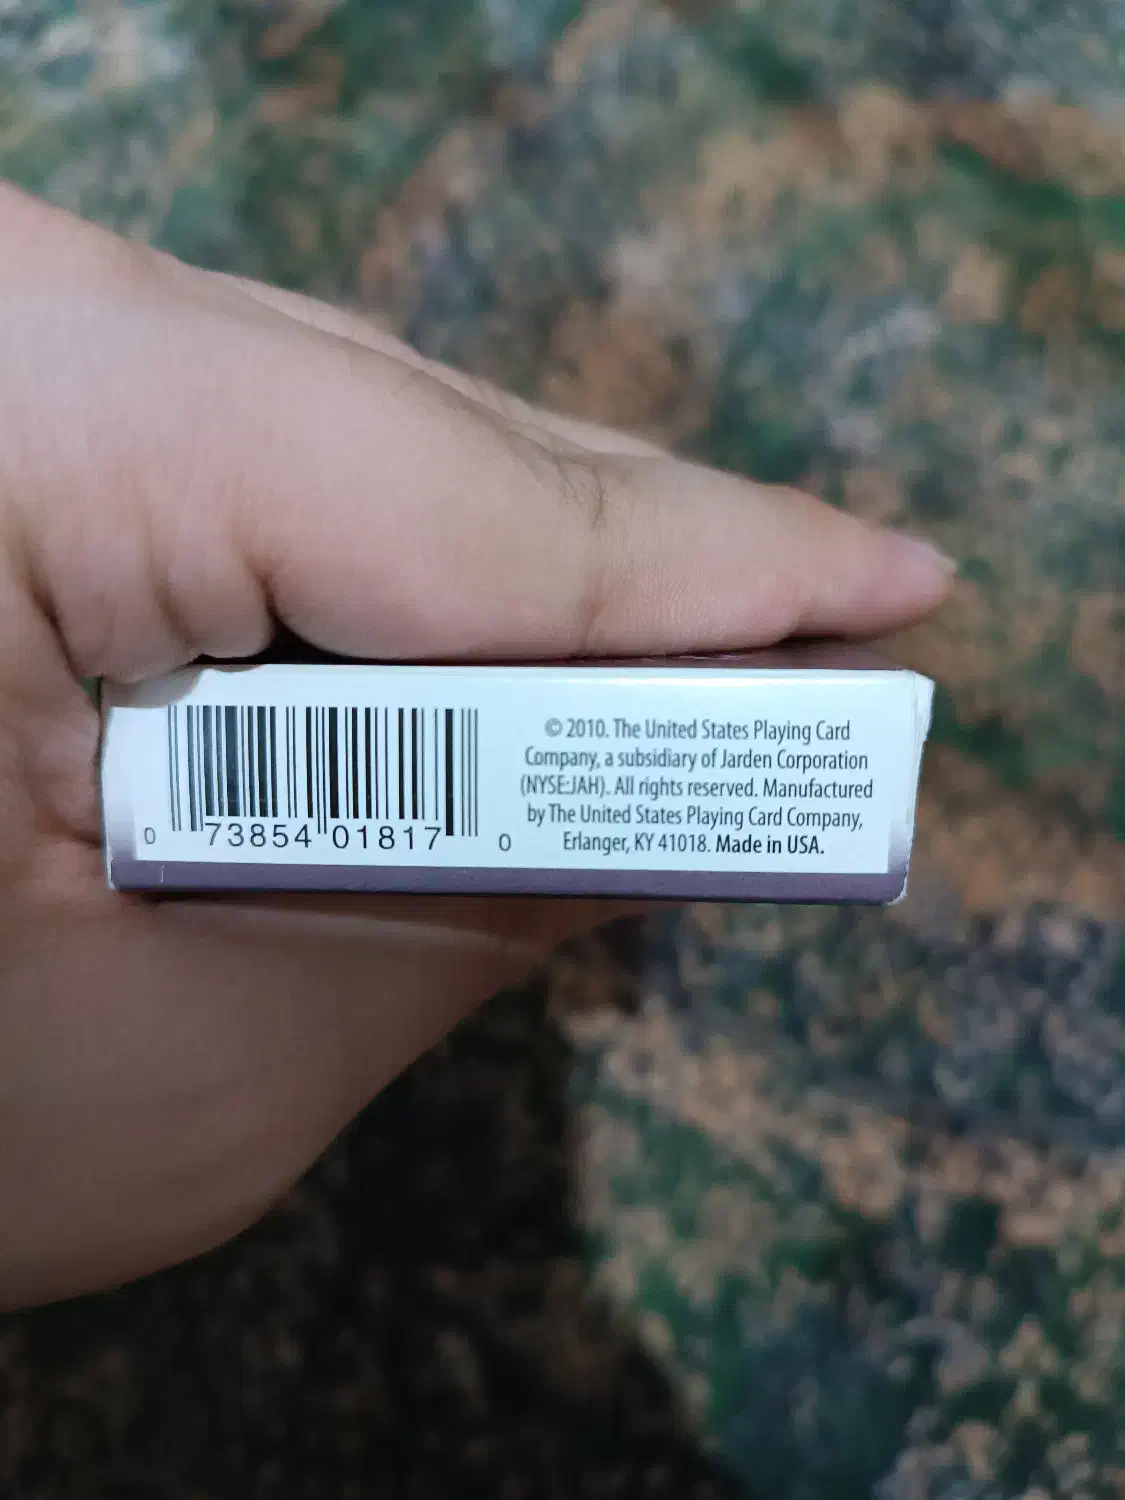 © 2010. The United States Playing Card
Company, a subsidiary of Jarden Corporation
(NYSE:JAH). All rights reserved. Manufactured
by The United States Playing Card Company,
Erlanger, KY 41018. Made in USA.
0 73854 01817 0